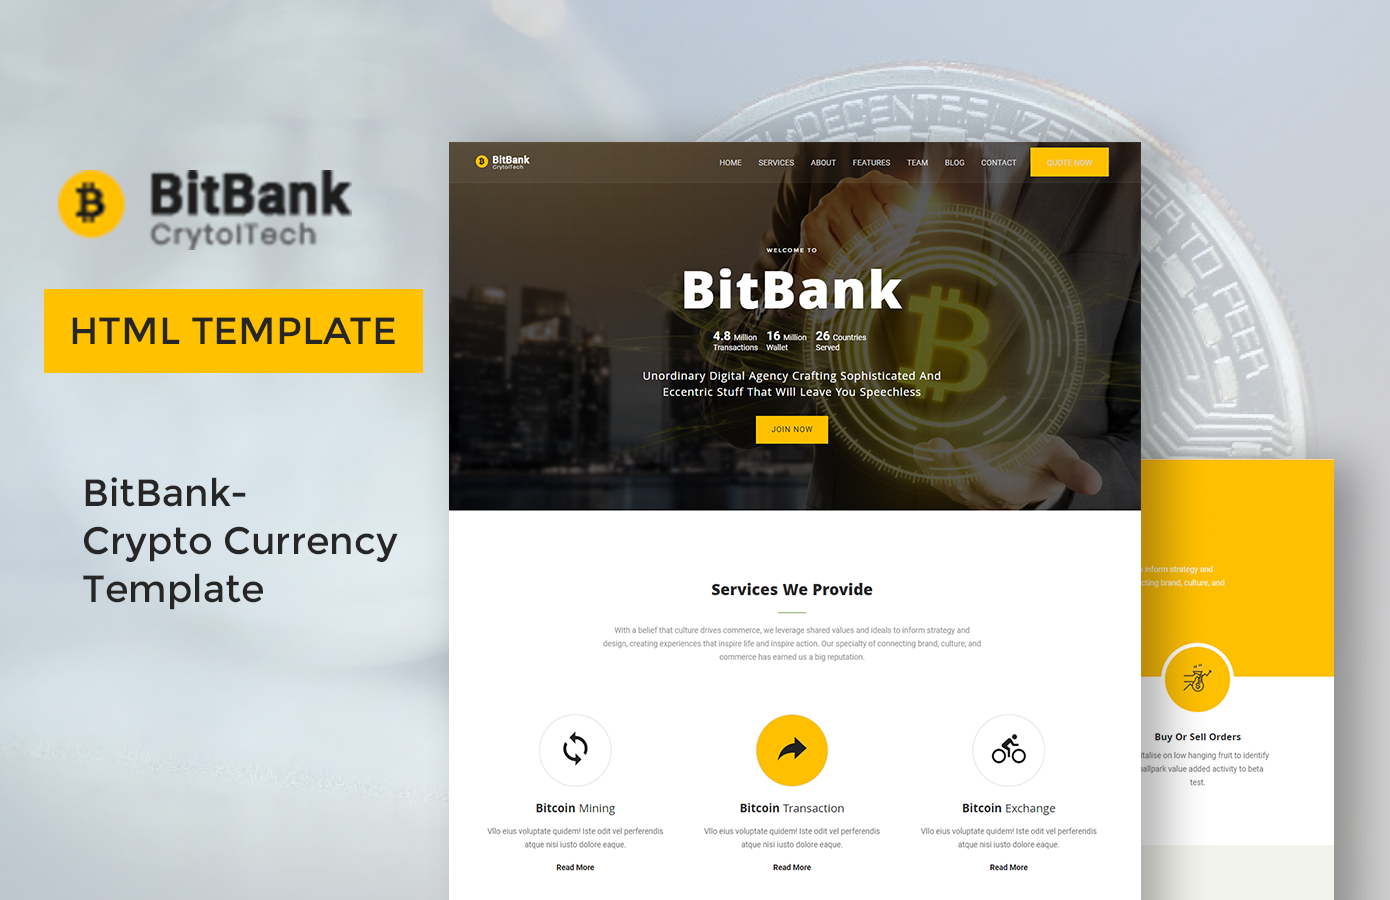 BitBank
CrytoITech
HTML TEMPLATE
BitBank-
Crypto Currency
Template
DECENTRALIZED
CRYPTO
PEER
BitBank
CrytoITech
HOME SERVICES ABOUT FEATURES TEAM BLOG CONTACT QUOTE NOW
WELCOME TO
BitBank
4.8 Million 16 Million 26 Countries
Transactions Wallet Served
Unordinary Digital Agency Crafting Sophisticated And
Eccentric Stuff That Will Leave You Speechless
JOIN NOW
Services We Provide
With a belief that culture drives commerce, we leverage shared values and ideals to inform strategy and
design, creating experiences that inspire life and inspire action. Our specialty of connecting brand, culture, and
commerce has earned us a big reputation.
Bitcoin Mining
Vllo eius voluptate quidem! Iste odit vel perferendis
atque nisi iusto dolore eaque.
Read More
Bitcoin Transaction
Vllo eius voluptate quidem! Iste odit vel perferendis
atque nisi iusto dolore eaque.
Read More
Bitcoin Exchange
Vllo eius voluptate quidem! Iste odit vel perferendis
atque nisi iusto dolore eaque.
Read More
inform strategy and
cting brand, culture, and
Buy Or Sell Orders
italise on low hanging fruit to identify
allpark value added activity to beta
test.